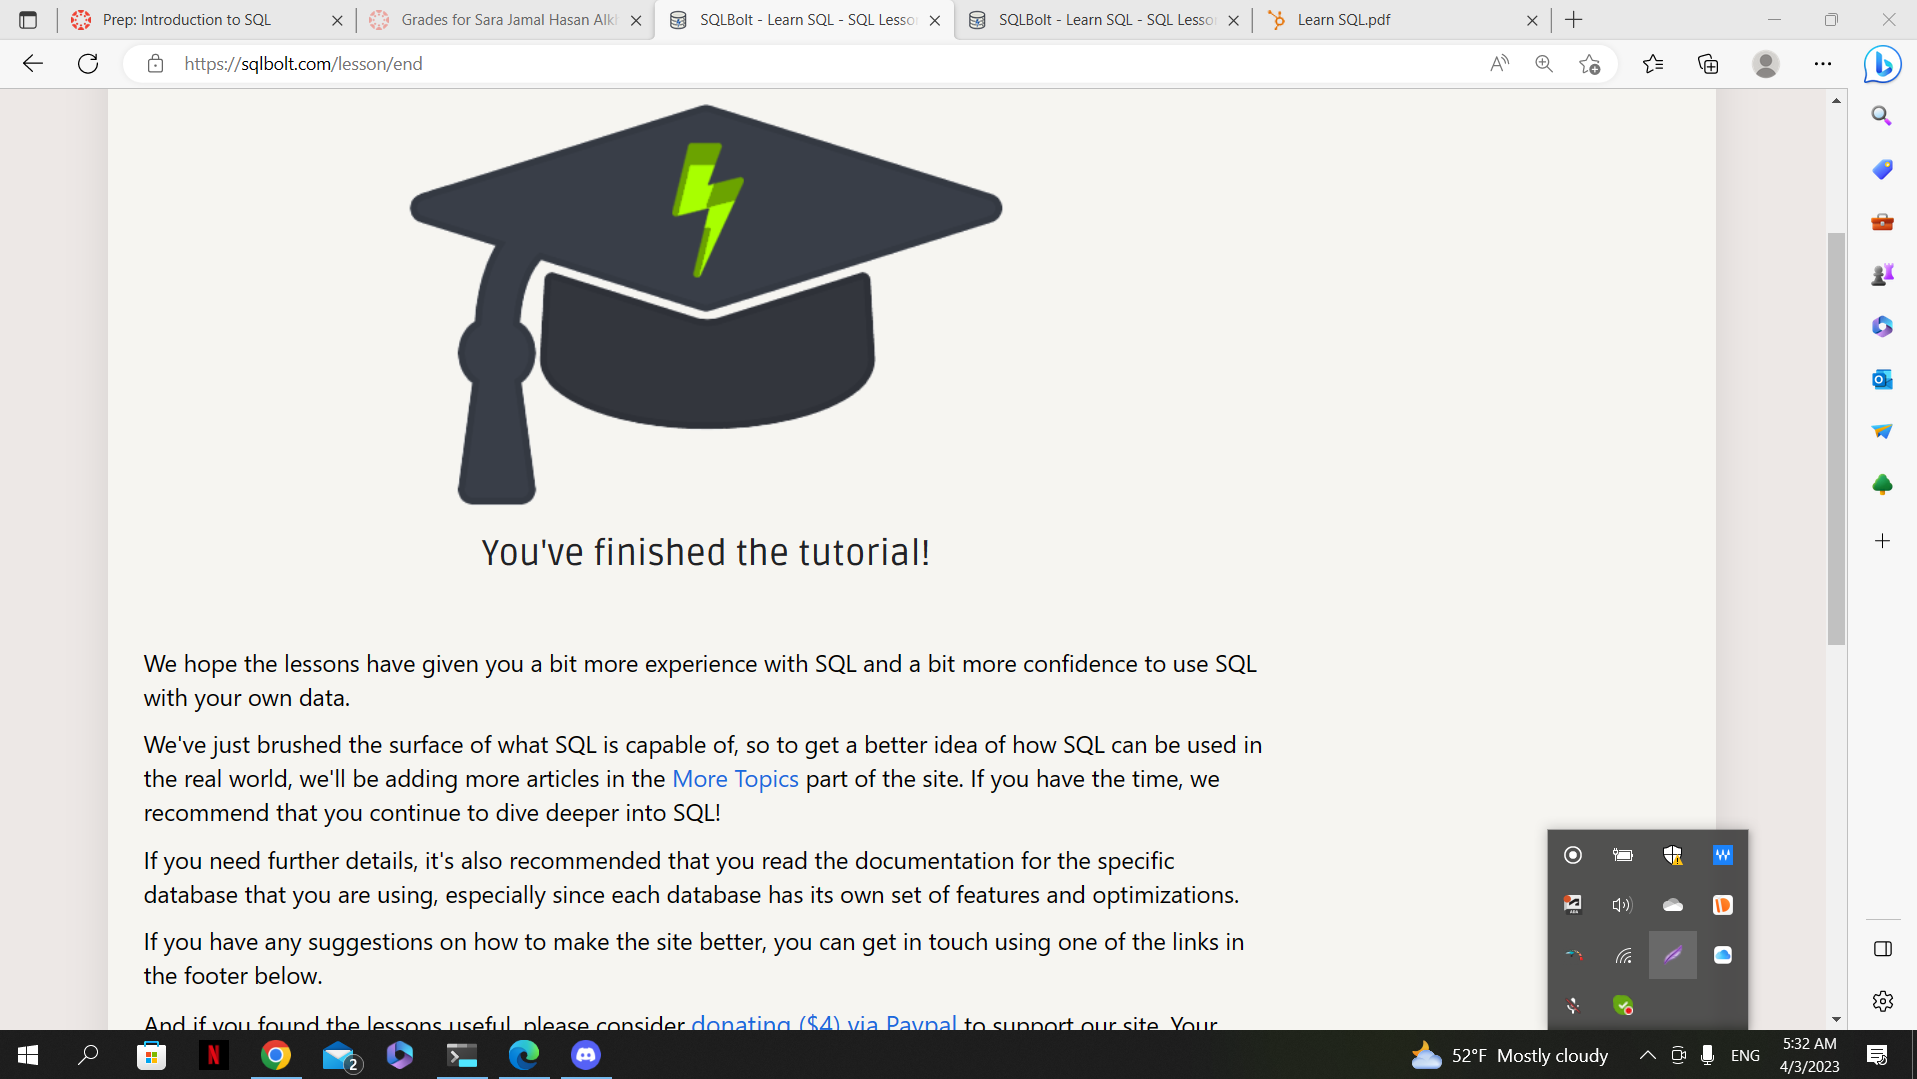 Prep: Introduction to SQL
Grades for Sara Jamal Hasan Alk
SQLBolt - Learn SQL - SQL Lesso
SQLBolt - Learn SQL - SQL Lesso
Learn SQL.pdf
https://sqlbolt.com/lesson/end
You've finished the tutorial!
We hope the lessons have given you a bit more experience with SQL and a bit more confidence to use SQL
with your own data.
We've just brushed the surface of what SQL is capable of, so to get a better idea of how SQL can be used in
the real world, we'll be adding more articles in the More Topics part of the site. If you have the time, we
recommend that you continue to dive deeper into SQL!
If you need further details, it's also recommended that you read the documentation for the specific
database that you are using, especially since each database has its own set of features and optimizations.
If you have any suggestions on how to make the site better, you can get in touch using one of the links in
the footer below.
And if you found the lessons useful, please consider donating ($4) via Paypal to support our site. Your
2
52°F Mostly cloudy
ENG
5:32 AM
4/3/2023